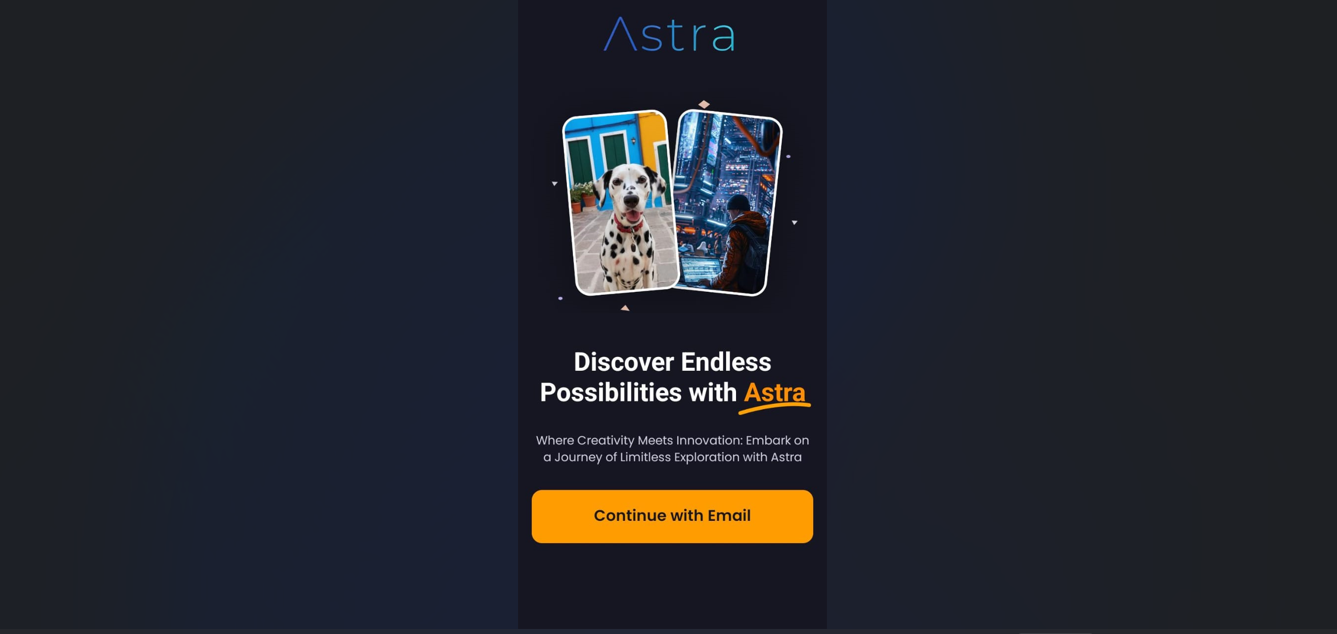 Astra
Discover Endless
Possibilities with Astra
Where Creativity Meets Innovation: Embark on
a Journey of Limitless Exploration with Astra
Continue with Email